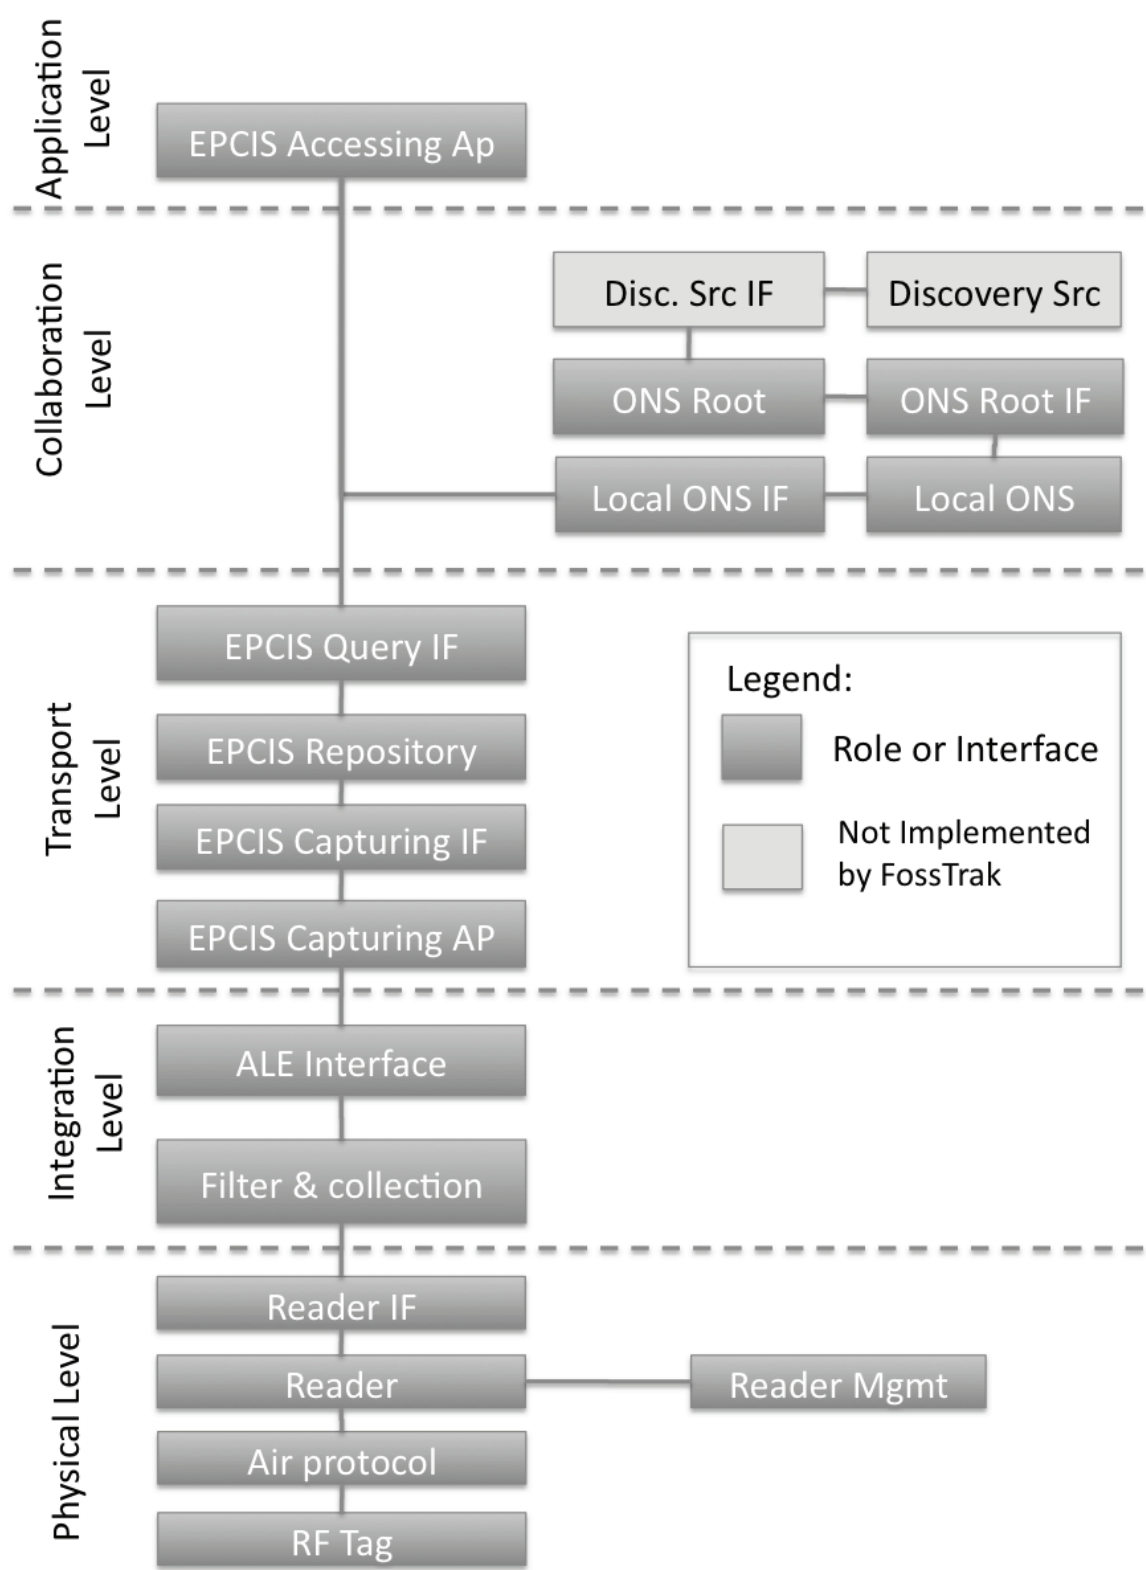 Application
Level
EPCIS Accessing Ap
Collaboration
Level
Disc. Src IF
Discovery Src
ONS Root
ONS Root IF
Local ONS IF
Local ONS
Transport
Level
EPCIS Query IF
EPCIS Repository
EPCIS Capturing IF
EPCIS Capturing AP
Legend:
Role or Interface
Not Implemented
by FossTrak
Integration
Level
ALE Interface
Filter & collection
Physical Level
Reader IF
Reader
Reader Mgmt
Air protocol
RF Tag